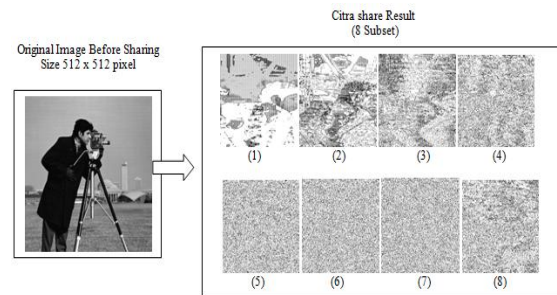 Citra share Result
(8 Subset)
Original Image Before Sharing
Size 512 x 512 pixel
(1) (2) (3) (4)
(5) (6) (7) (8)